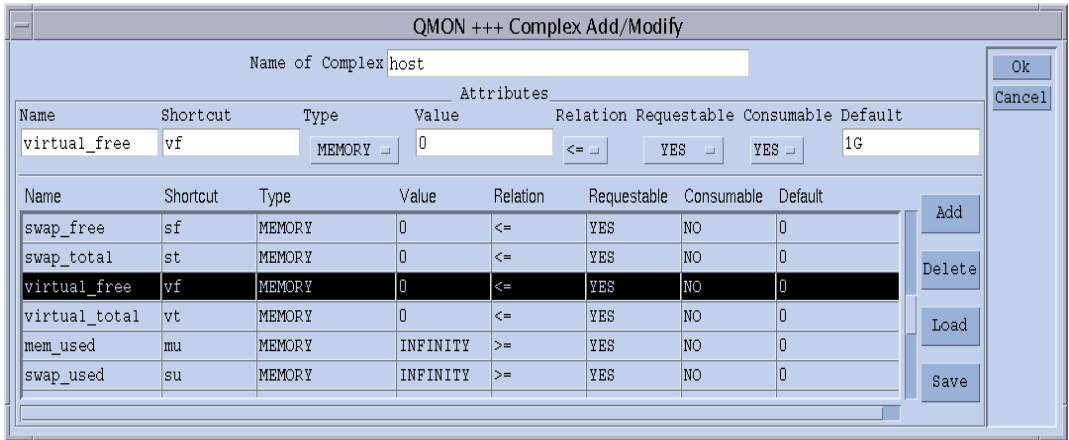 QMON +++ Complex Add/Modify
Name of Complex host
Ok
Cancel
Attributes
Name Shortcut Type Value Relation Requestable Consumable Default
virtual_free vf MEMORY 0 <= YES YES 1G
Name Shortcut Type Value Relation Requestable Consumable Default
swap_free sf MEMORY 0 <= YES NO 0
swap_total st MEMORY 0 <= YES NO 0
virtual_free vf MEMORY 0 <= YES NO 0
virtual_total vt MEMORY 0 <= YES NO 0
mem_used mu MEMORY INFINITY >= YES NO 0
swap_used su MEMORY INFINITY >= YES NO 0
Add
Delete
Load
Save